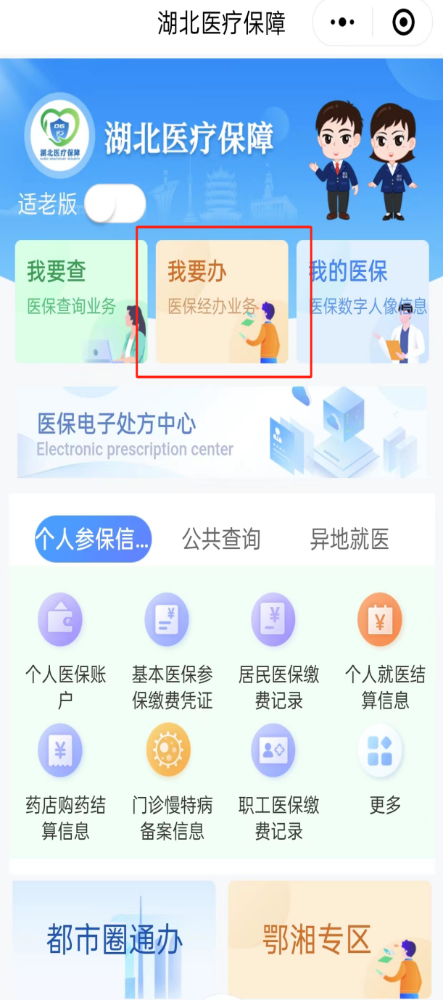 湖北医疗保障
CHS
湖北医疗保障
湖北医疗保障
适老版
我要查
我要办
我的医保
医保查询业务
医保经办业务
医保数字人像信息
医保电子处方中心
Electronic prescription center
个人参保信...
公共查询
异地就医
个人医保账
户
基本医保参
保缴费凭证
居民医保缴
费记录
个人就医结
算信息
药店购药结
算信息
门诊慢特病
备案信息
职工医保缴
费记录
更多
都市圈通办
鄂湘专区